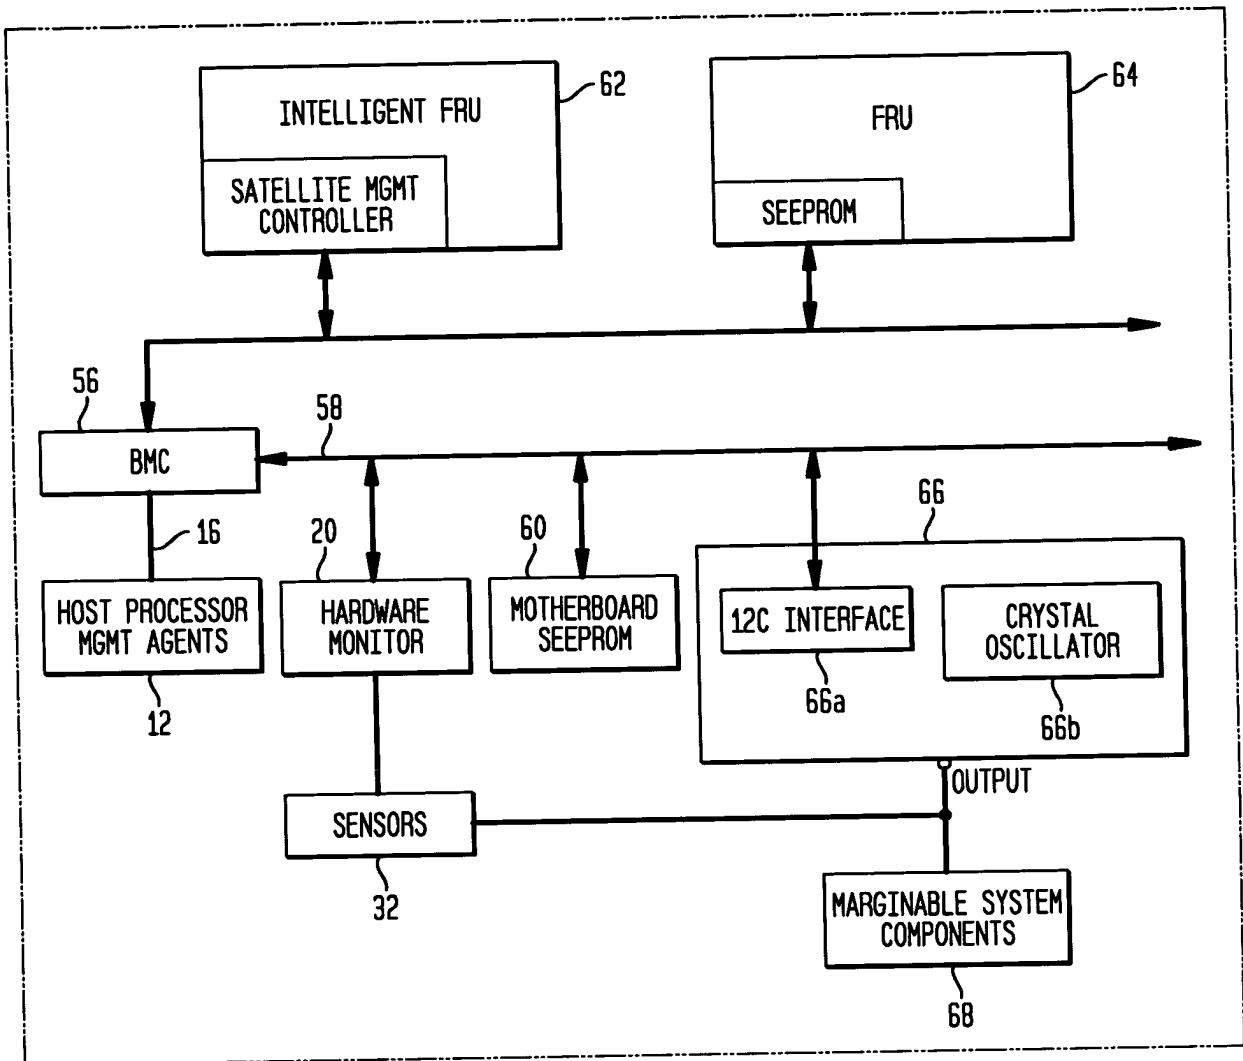 INTELLIGENT FRU
62
SATELLITE MGMT
CONTROLLER
FRU
64
SEEPROM
56
BMC
58
16
HOST PROCESSOR
MGMT AGENTS
12
20
HARDWARE
MONITOR
60
MOTHERBOARD
SEEPROM
66
12C INTERFACE
66a
CRYSTAL
OSCILLATOR
66b
OUTPUT
SENSORS
32
MARGINABLE SYSTEM
COMPONENTS
68